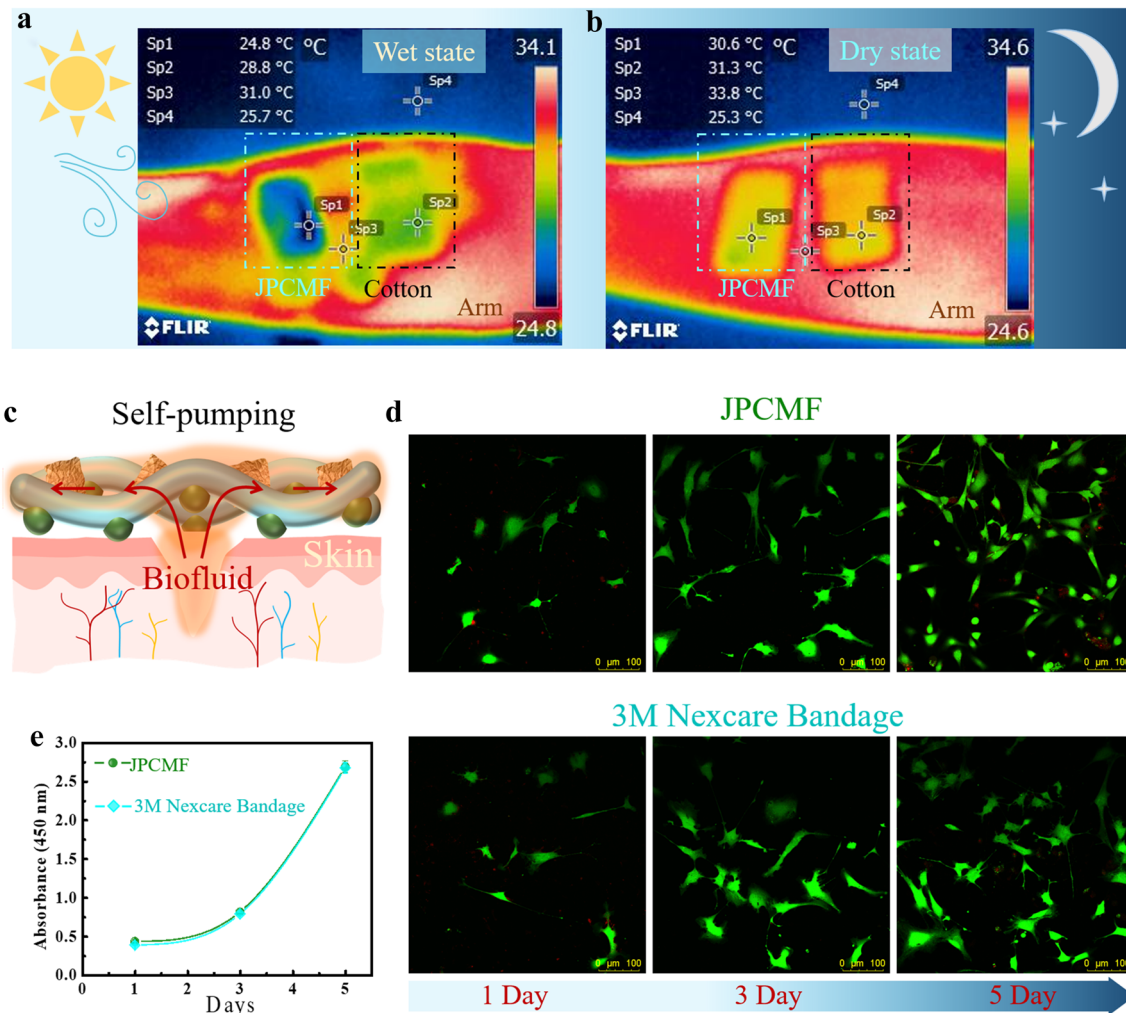 a
Sp1 24.8 °C °C
Sp2 28.8 °C
Sp3 31.0 °C
Sp4 25.7 °C
Wet state
34.1
Sp4
Sp1
Sp2
Sp3
JPCMF
Cotton
Arm
FLIR
24.8
b
Sp1 30.6 °C °C
Sp2 31.3 °C
Sp3 33.8 °C
Sp4 25.3 °C
Dry state
34.6
Sp4
Sp1
Sp3
Sp2
JPCMF
Cotton
Arm
FLIR
24.6
c
Self-pumping
Skin
Biofluid
d
JPCMF
0 µm 100
0 µm 100
0 µm 100
3M Nexcare Bandage
0 µm 100
0 µm 100
0 µm 100
1 Day
3 Day
5 Day
e
3.0
2.5
2.0
1.5
1.0
0.5
0.0
Absorbance (450 nm)
JPCMF
3M Nexcare Bandage
0 1 2 3 4 5
Days